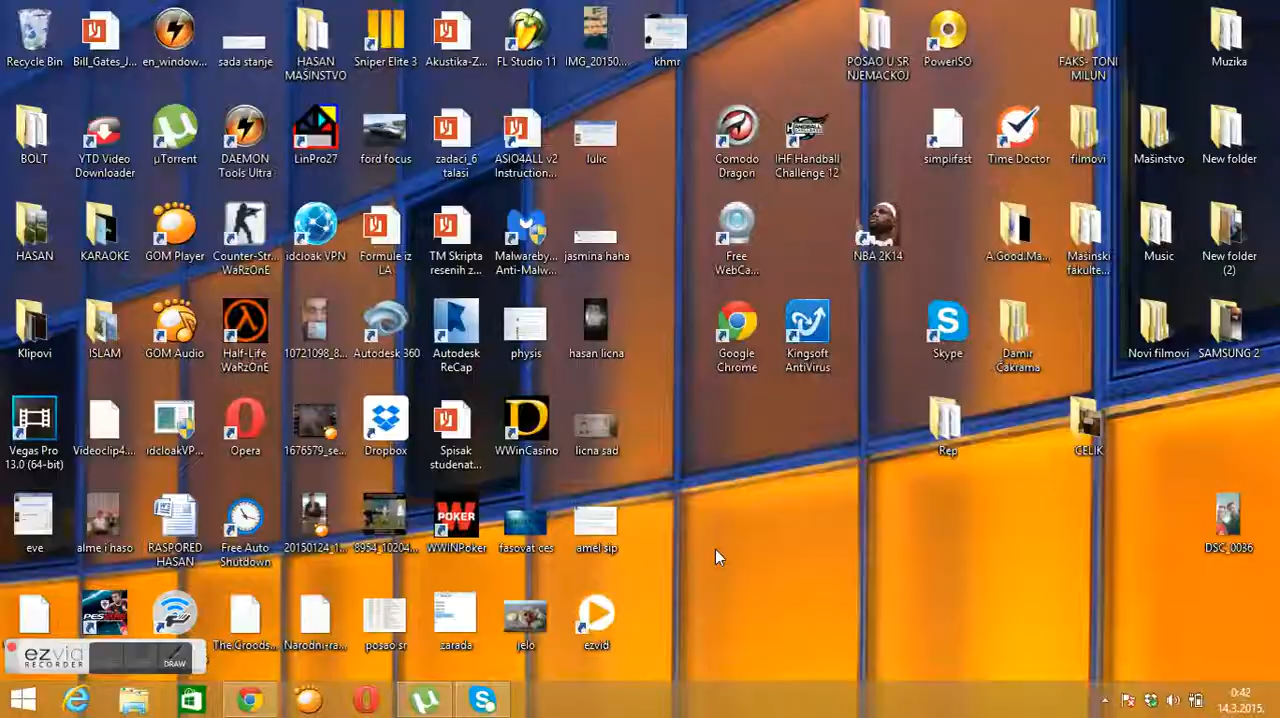 Recycle Bin
Bill_Gates_J...
en_window...
sada stanje
HASAN
MAŠINSTVO
Sniper Elite 3
Akustika-Z...
FL Studio 11
IMG_20150...
khmr
POSAO U SR
NJEMACKOJ
PowerISO
FAKS- TONI
MILUN
Muzika
BOLT
YTD Video
Downloader
µTorrent
DAEMON
Tools Ultra
LinPro27
ford focus
zadaci_6
talasi
ASIO4ALL v2
Instruction...
lulic
Comodo
Dragon
IHF Handball
Challenge 12
simplifast
Time Doctor
filmovi
Mašinstvo
New folder
HASAN
KARAOKE
GOM Player
Counter-Str...
WaRzOnE
idcloak VPN
Formule iz
LA
TM Skripta
resenih z...
Malwareby...
Anti-Malw...
jasmina haha
Free
WebCa...
NBA 2K14
A.Good.Ma...
Mašinski
fakulte...
Music
New folder
(2)
Klipovi
ISLAM
GOM Audio
Half-Life
WaRzOnE
10721098_8...
Autodesk 360
Autodesk
ReCap
physis
hasan licna
Google
Chrome
Kingsoft
AntiVirus
Skype
Damir
Čakrama
Novi filmovi
SAMSUNG 2
Vegas Pro
13.0 (64-bit)
Videoclip4...
idcloakVP...
Opera
1676579_se...
Dropbox
Spisak
studenat...
WWinCasino
licna sad
Rep
CELIK
eve
alme i haso
RASPORED
HASAN
Free Auto
Shutdown
20150124_1...
8954_10204...
POKER
WWINPoker
fasovat ces
amel sip
DSC_0036
The Croods...
Narodni-ra...
posao sr
zarada
jelo
ezvid
ezvid
RECORDER
DRAW
0:42
14.3.2015.